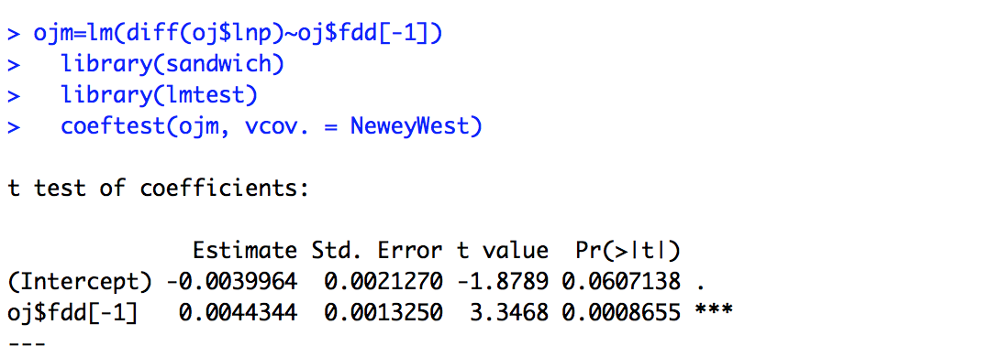 > ojm=lm(diff(oj$lnp)~oj$fdd[-1])
>   library(sandwich)
>   library(lmtest)
>   coeftest(ojm, vcov. = NeweyWest)
t test of coefficients:
              Estimate Std. Error t value  Pr(>|t|)
(Intercept) -0.0039964  0.0021270 -1.8789 0.0607138 .
oj$fdd[-1]   0.0044344  0.0013250  3.3468 0.0008655 ***
---